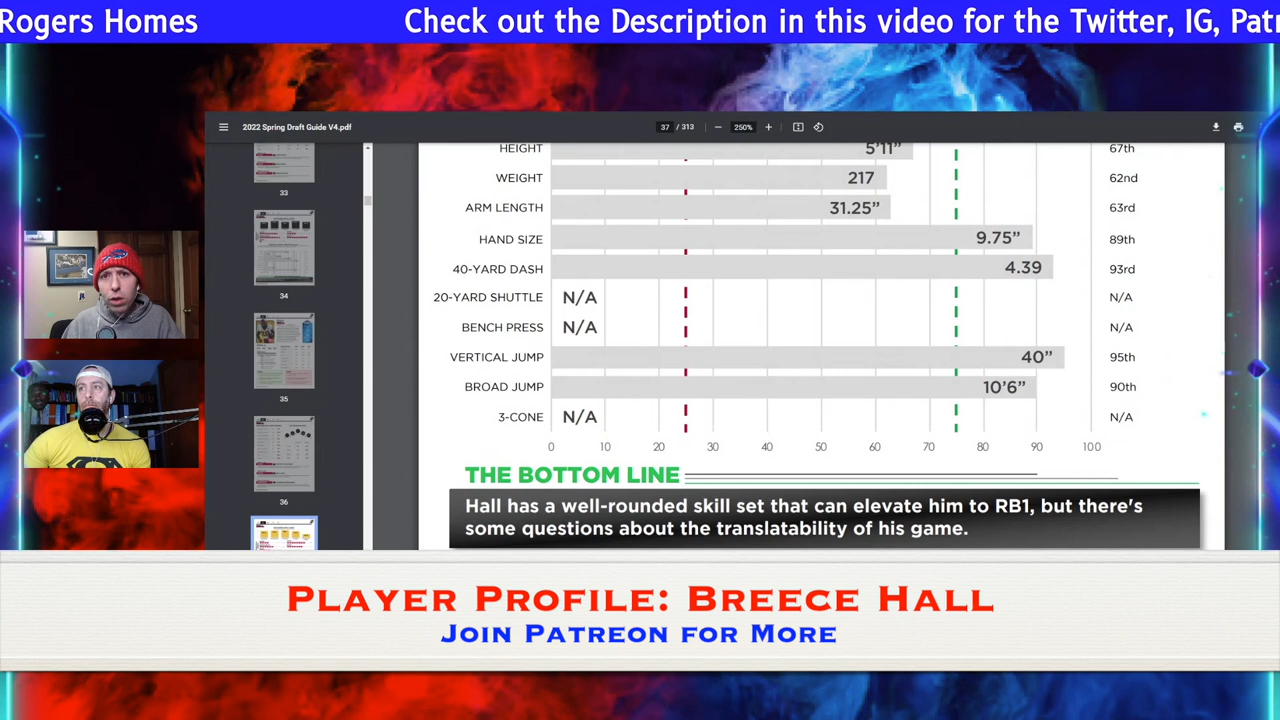 Rogers Homes Check out the Description in this video for the Twitter, IG, Patr
2022 Spring Draft Guide V4.pdf 37 / 313 250%
HEIGHT 5'11” 67th
WEIGHT 217 62nd
ARM LENGTH 31.25” 63rd
HAND SIZE 9.75” 89th
40-YARD DASH 4.39 93rd
20-YARD SHUTTLE N/A N/A
BENCH PRESS N/A N/A
VERTICAL JUMP 40” 95th
BROAD JUMP 10’6” 90th
3-CONE N/A N/A
0 10 20 30 40 50 60 70 80 90 100
THE BOTTOM LINE
Hall has a well-rounded skill set that can elevate him to RB1, but there's
some questions about the translatability of his game.
33
34
35
36
Player Profile: Breece Hall
Join Patreon for More